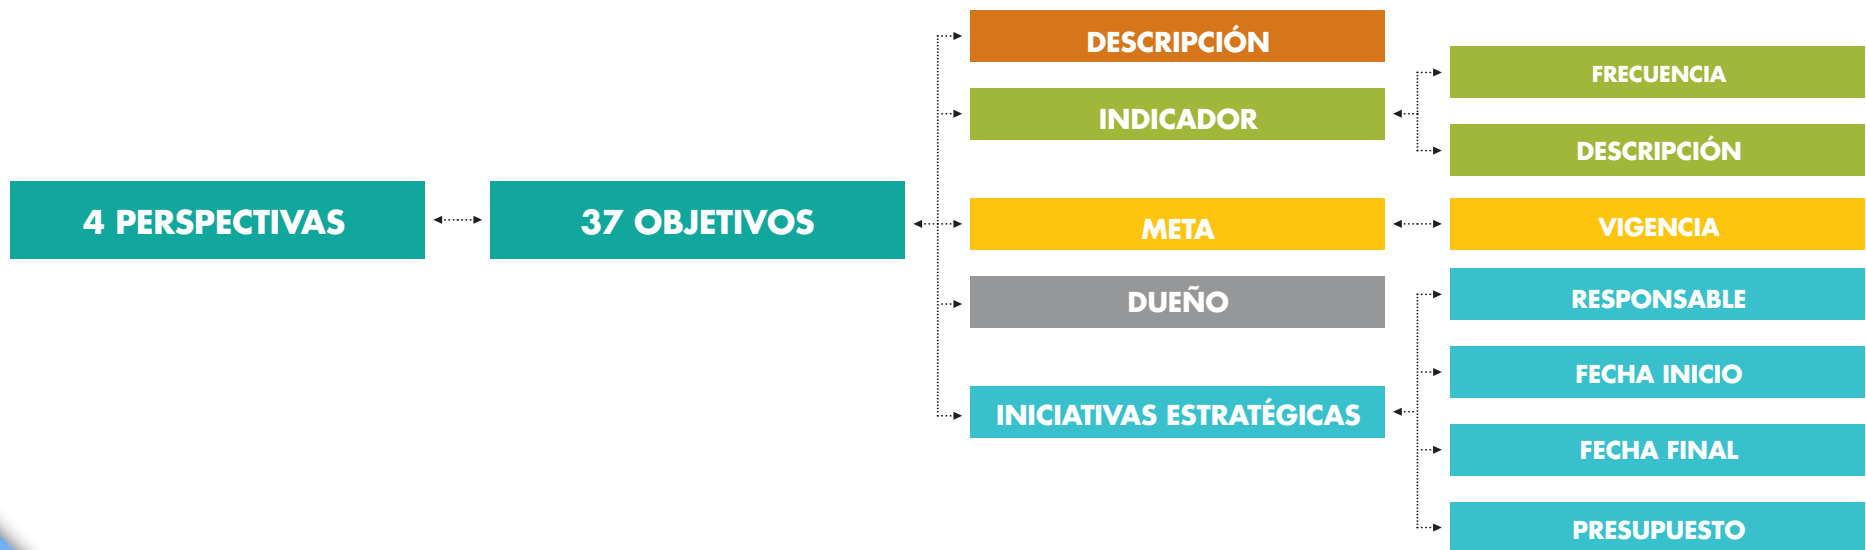 4 PERSPECTIVAS
37 OBJETIVOS
DESCRIPCIÓN
INDICADOR
META
DUEÑO
INICIATIVAS ESTRATÉGICAS
FRECUENCIA
DESCRIPCIÓN
VIGENCIA
RESPONSABLE
FECHA INICIO
FECHA FINAL
PRESUPUESTO